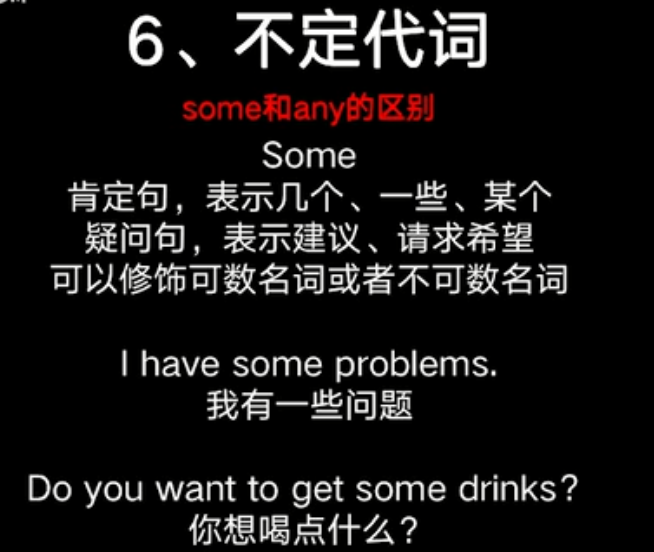 6、不定代词
some和any的区别
Some
肯定句，表示几个、一些、某个
疑问句，表示建议、请求希望
可以修饰可数名词或者不可数名词
I have some problems.
我有一些问题
Do you want to get some drinks?
你想喝点什么?